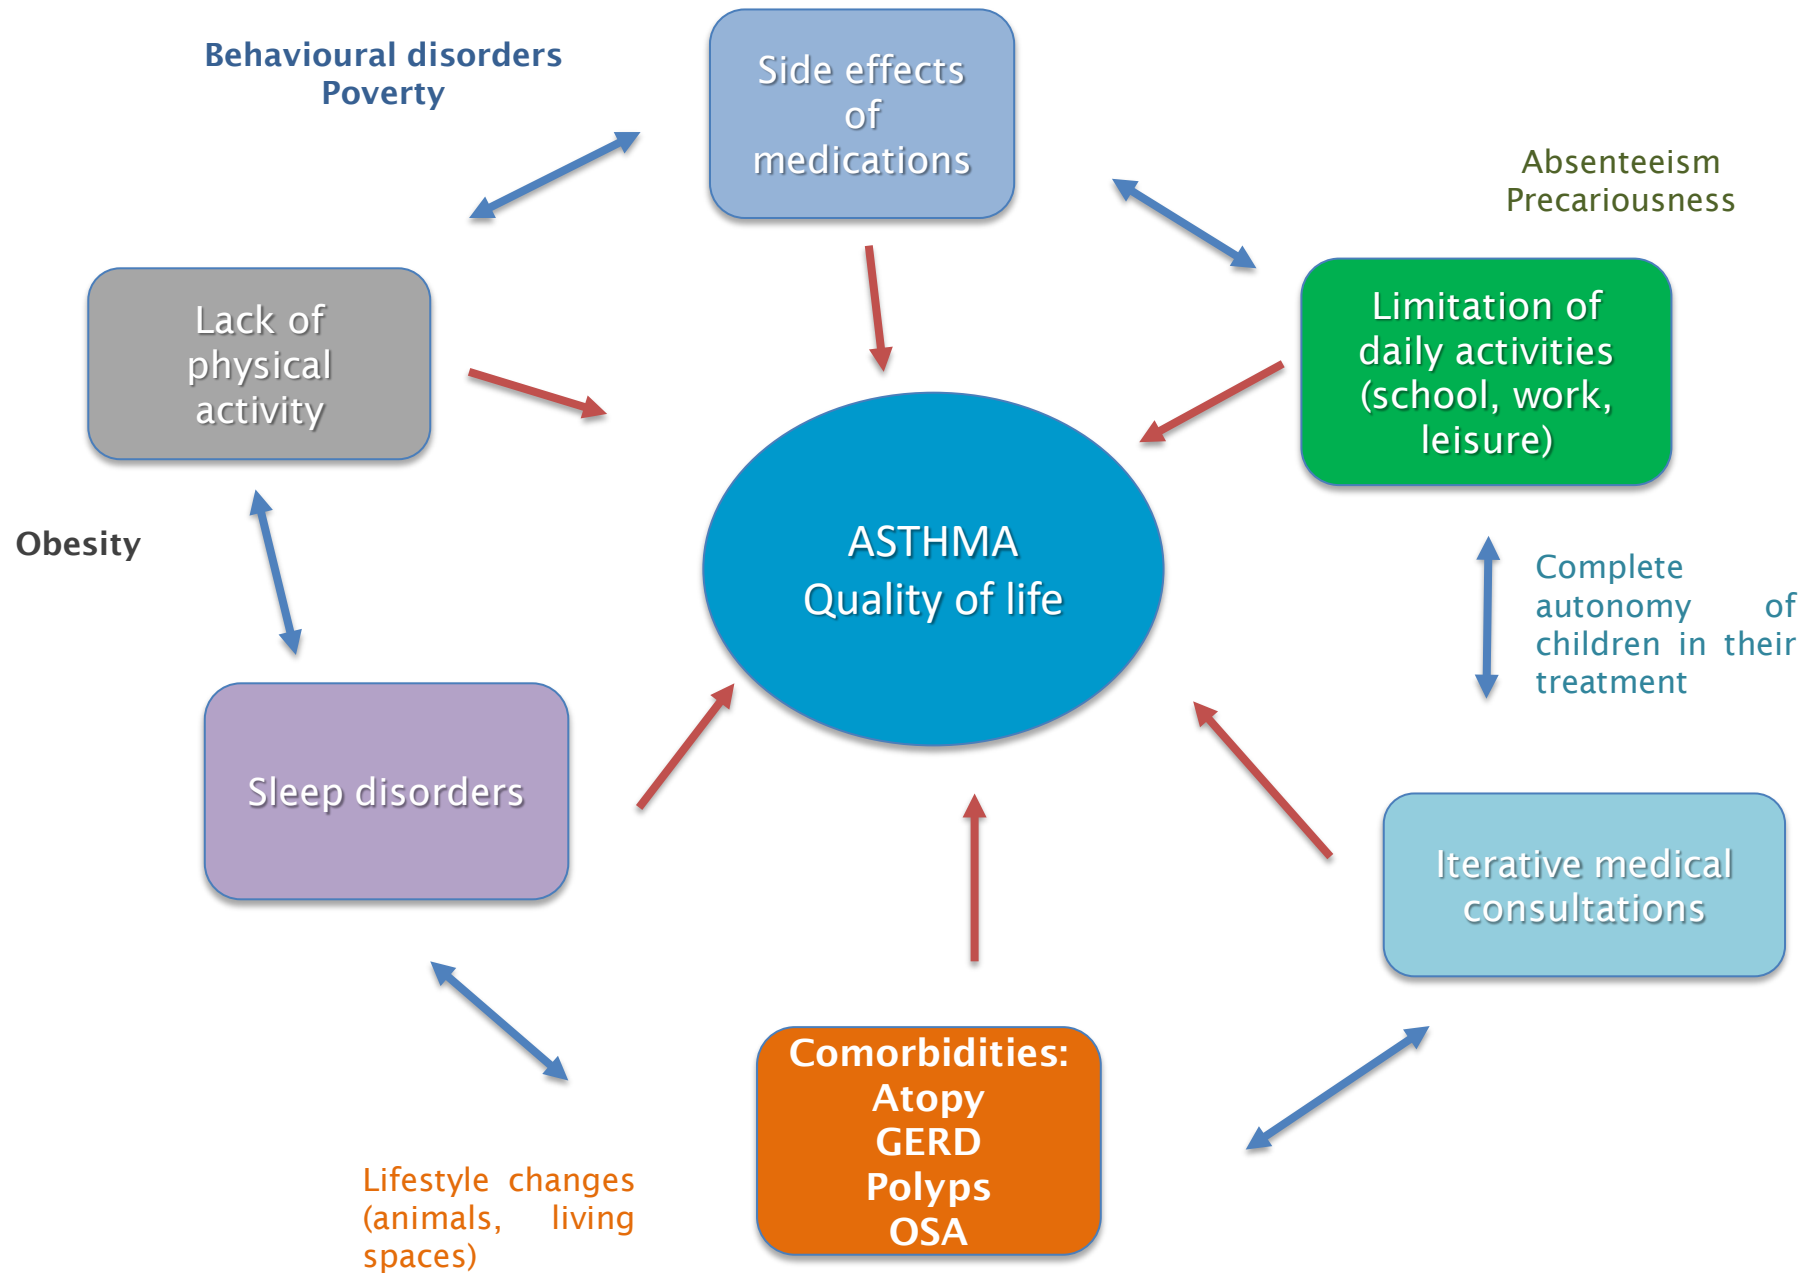 Behavioural disorders
Poverty
Side effects
of
medications
Absenteeism
Precariousness
Lack of
physical
activity
Limitation of
daily activities
(school, work,
leisure)
Obesity
ASTHMA
Quality of life
Complete
autonomy of
children in their
treatment
Sleep disorders
Iterative medical
consultations
Comorbidities:
Atopy
GERD
Polyps
OSA
Lifestyle changes
(animals, living
spaces)